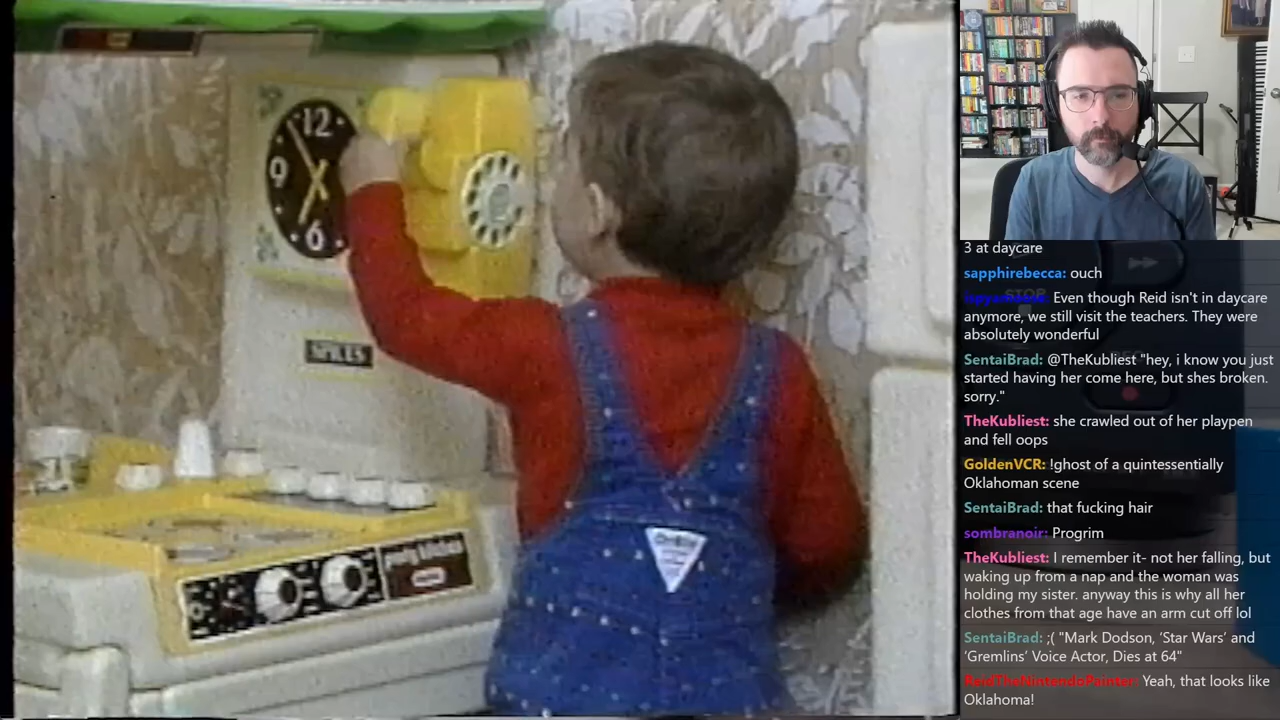 12
9
6
SPICES
party kitchen
3 at daycare
sapphirebecca: ouch
Even though Reid isn't in daycare
anymore, we still visit the teachers. They were
absolutely wonderful
SentaiBrad: @TheKubliest "hey, i know you just
started having her come here, but shes broken.
sorry."
TheKubliest: she crawled out of her playpen
and fell oops
GoldenVCR: !ghost of a quintessentially
Oklahoman scene
SentaiBrad: that fucking hair
sombranoir: Progrim
TheKubliest: I remember it- not her falling, but
waking up from a nap and the woman was
holding my sister. anyway this is why all her
clothes from that age have an arm cut off lol
SentaiBrad: ;( "Mark Dodson, ‘Star Wars’ and
‘Gremlins’ Voice Actor, Dies at 64"
RaidTheNintendoPainter: Yeah, that looks like
Oklahoma!